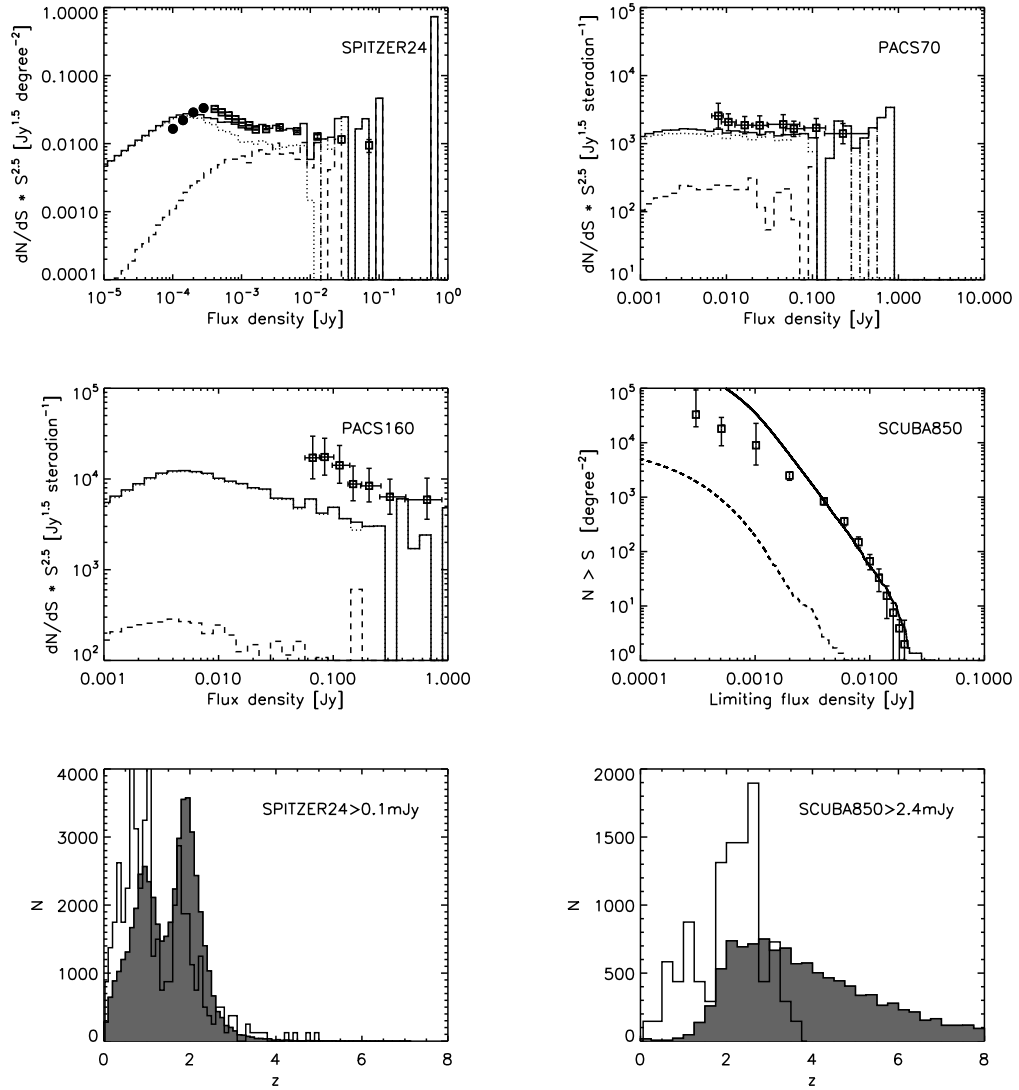 SPITZER24
dN/dS * S^2.5 [Jy^1.5 degree^-2]
1.0000
0.1000
0.0100
0.0010
0.0001
10^-5 10^-4 10^-3 10^-2 10^-1 10^0
Flux density [Jy]
PACS70
dN/dS * S^2.5 [Jy^1.5 steradian^-1]
10^5
10^4
10^3
10^2
10^1
0.001 0.010 0.100 1.000 10.000
Flux density [Jy]
PACS160
dN/dS * S^2.5 [Jy^1.5 steradian^-1]
10^5
10^4
10^3
10^2
0.001 0.010 0.100 1.000
Flux density [Jy]
SCUBA850
N > S [degree^-2]
10^5
10^4
10^3
10^2
10^1
10^0
0.0001 0.0010 0.0100 0.1000
Limiting flux density [Jy]
SPITZER24>0.1mJy
N
4000
3000
2000
1000
0
0 2 4 6 8
z
SCUBA850>2.4mJy
N
2000
1500
1000
500
0
0 2 4 6 8
z